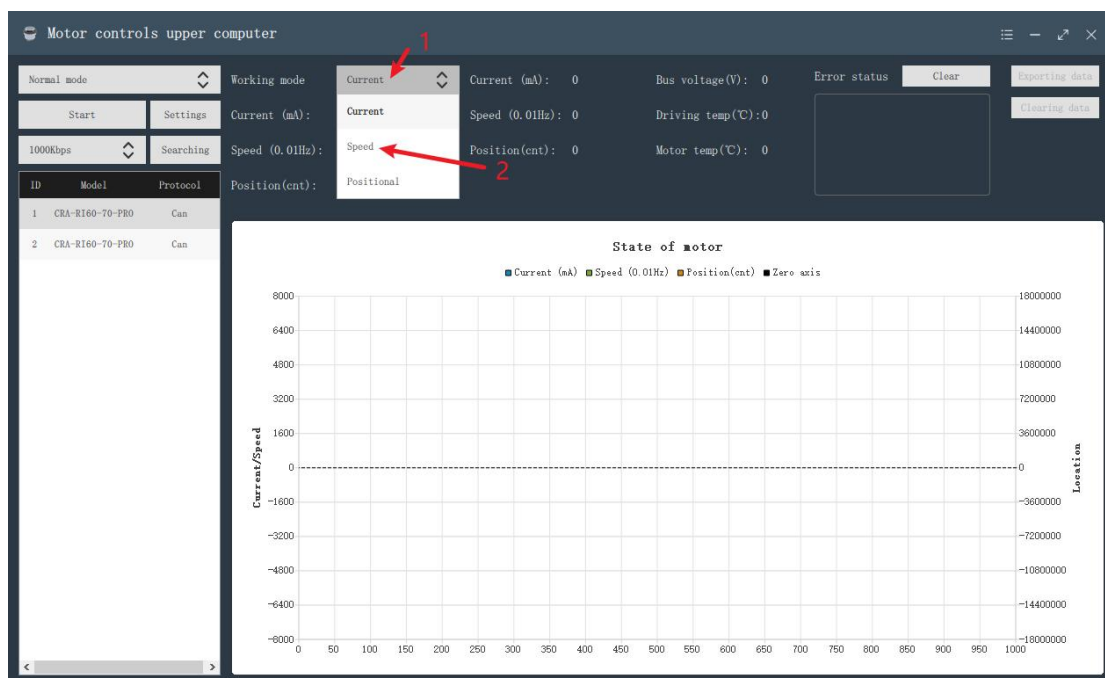 Motor controls upper computer
1
Normal mode
Working mode
Current
Current (mA): 0
Bus voltage(V): 0
Error status
Clear
Exporting data
Start
Settings
Current (mA):
Current
Speed (0.01Hz): 0
Driving temp(℃):0
Clearing data
1000Kbps
Searching
Speed (0.01Hz):
Speed
Position(cnt): 0
Motor temp(℃): 0
2
ID Model Protocol
Position(cnt):
Positional
1 CRA-RI60-70-PRO Can
2 CRA-RI60-70-PRO Can
State of motor
Current (mA) Speed (0.01Hz) Position(cnt) Zero axis
8000 18000000
6400 14400000
4800 10800000
3200 7200000
1600 3600000
0 0
-1600 -3600000
-3200 -7200000
-4800 -10800000
-6400 -14400000
-8000 -18000000
Current/Speed
Location
0 50 100 150 200 250 300 350 400 450 500 550 600 650 700 750 800 850 900 950 1000